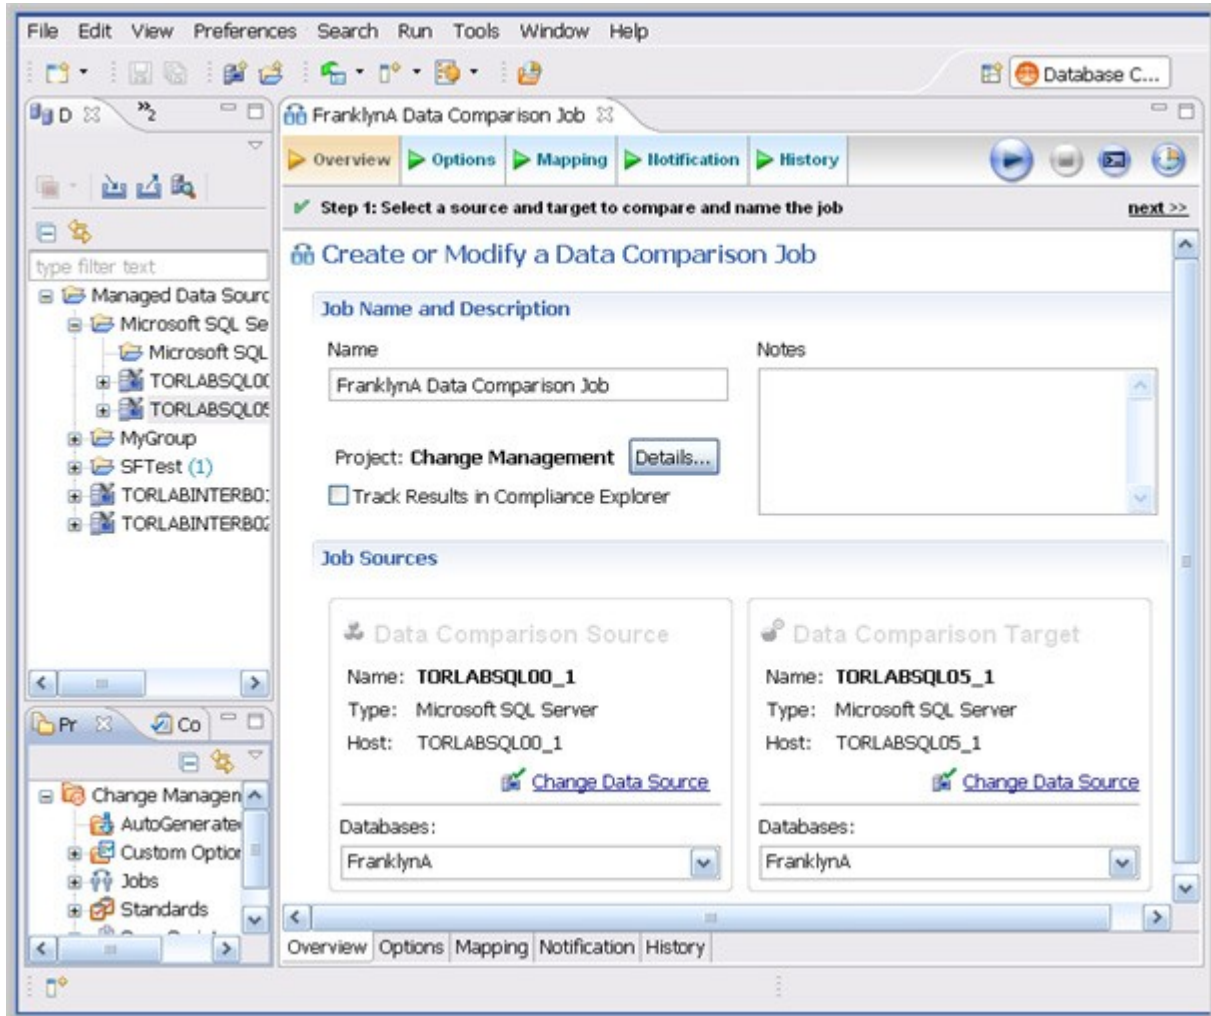 File Edit View Preferences Search Run Tools Window Help
Database C...
D
»2
FranklynA Data Comparison Job
Overview Options Mapping Notification History
Step 1: Select a source and target to compare and name the job
next >>
type filter text
Managed Data Sourc
Microsoft SQL Se
Microsoft SQL
TORLABSQL00
TORLABSQL05
MyGroup
SFTest (1)
TORLABINTERB01
TORLABINTERB02
Create or Modify a Data Comparison Job
Job Name and Description
Name
Notes
FranklynA Data Comparison Job
Project: Change Management Details...
Track Results in Compliance Explorer
Job Sources
Data Comparison Source
Name: TORLABSQL00_1
Type: Microsoft SQL Server
Host: TORLABSQL00_1
Change Data Source
Databases:
FranklynA
Data Comparison Target
Name: TORLABSQL05_1
Type: Microsoft SQL Server
Host: TORLABSQL05_1
Change Data Source
Databases:
FranklynA
Pr
Co
Change Managen
AutoGenerate
Custom Option
Jobs
Standards
Overview Options Mapping Notification History